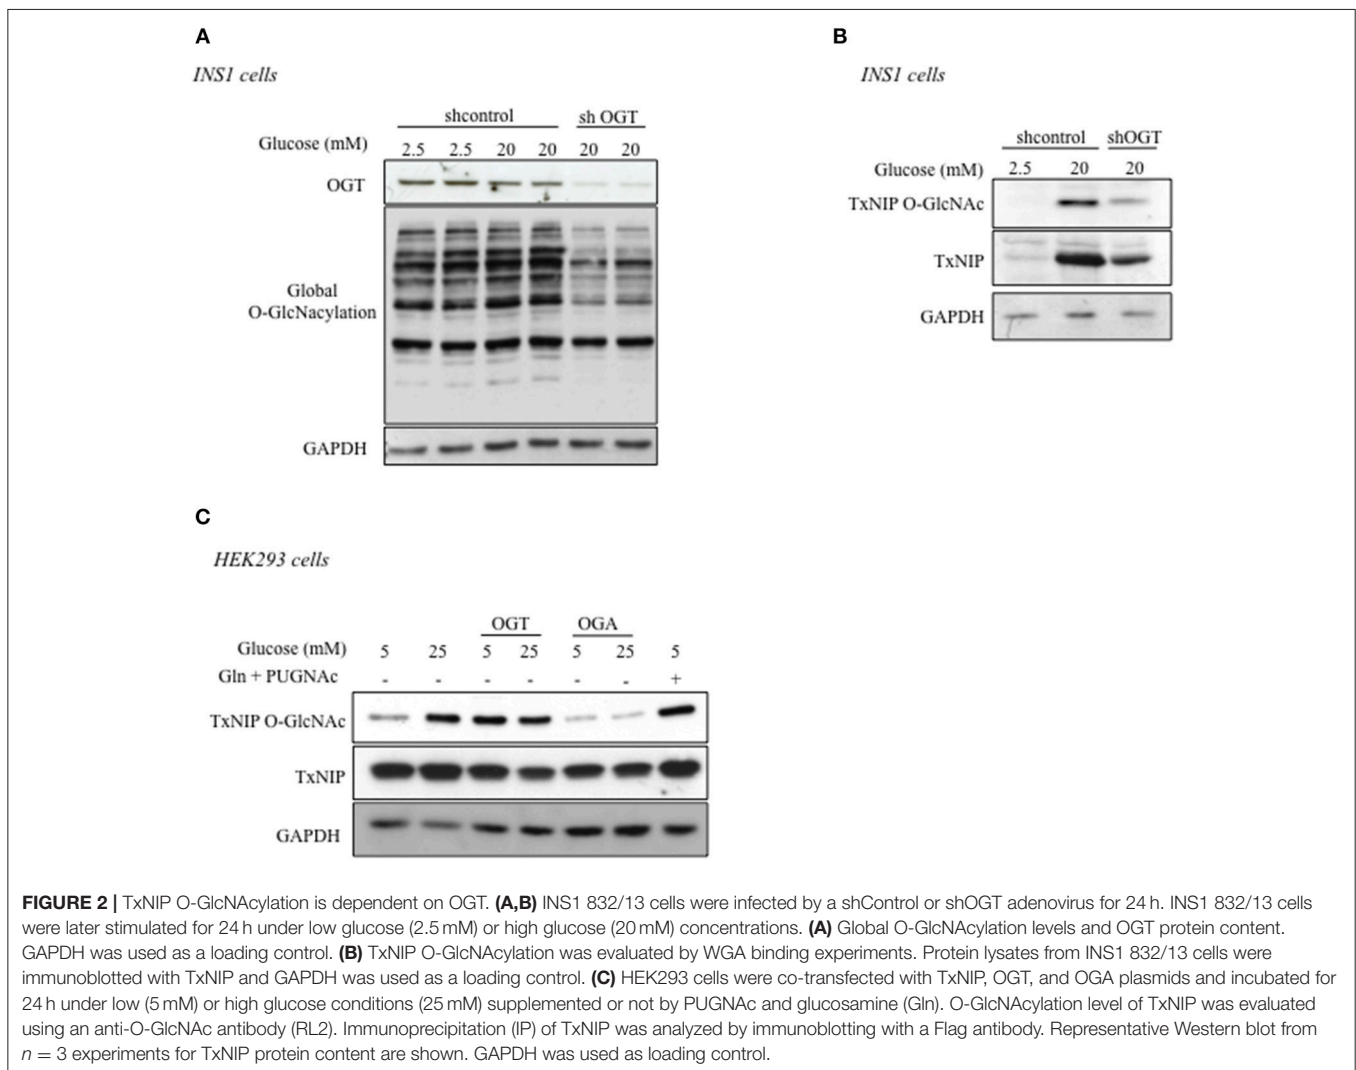 A
INS1 cells
shcontrol sh OGT
Glucose (mM) 2.5 2.5 20 20 20 20
OGT
Global
O-GlcNacylation
GAPDH
B
INS1 cells
shcontrol shOGT
Glucose (mM) 2.5 20 20
TxNIP O-GlcNAc
TxNIP
GAPDH
C
HEK293 cells
OGT OGA
Glucose (mM) 5 25 5 25 5 25 5
Gln + PUGNAc - - - - - - +
TxNIP O-GlcNAc
TxNIP
GAPDH
FIGURE 2 | TxNIP O-GlcNAcylation is dependent on OGT. (A,B) INS1 832/13 cells were infected by a shControl or shOGT adenovirus for 24 h. INS1 832/13 cells
were later stimulated for 24 h under low glucose (2.5 mM) or high glucose (20 mM) concentrations. (A) Global O-GlcNAcylation levels and OGT protein content.
GAPDH was used as a loading control. (B) TxNIP O-GlcNAcylation was evaluated by WGA binding experiments. Protein lysates from INS1 832/13 cells were
immunoblotted with TxNIP and GAPDH was used as a loading control. (C) HEK293 cells were co-transfected with TxNIP, OGT, and OGA plasmids and incubated for
24 h under low (5 mM) or high glucose conditions (25 mM) supplemented or not by PUGNAc and glucosamine (Gln). O-GlcNAcylation level of TxNIP was evaluated
using an anti-O-GlcNAc antibody (RL2). Immunoprecipitation (IP) of TxNIP was analyzed by immunoblotting with a Flag antibody. Representative Western blot from
n = 3 experiments for TxNIP protein content are shown. GAPDH was used as loading control.